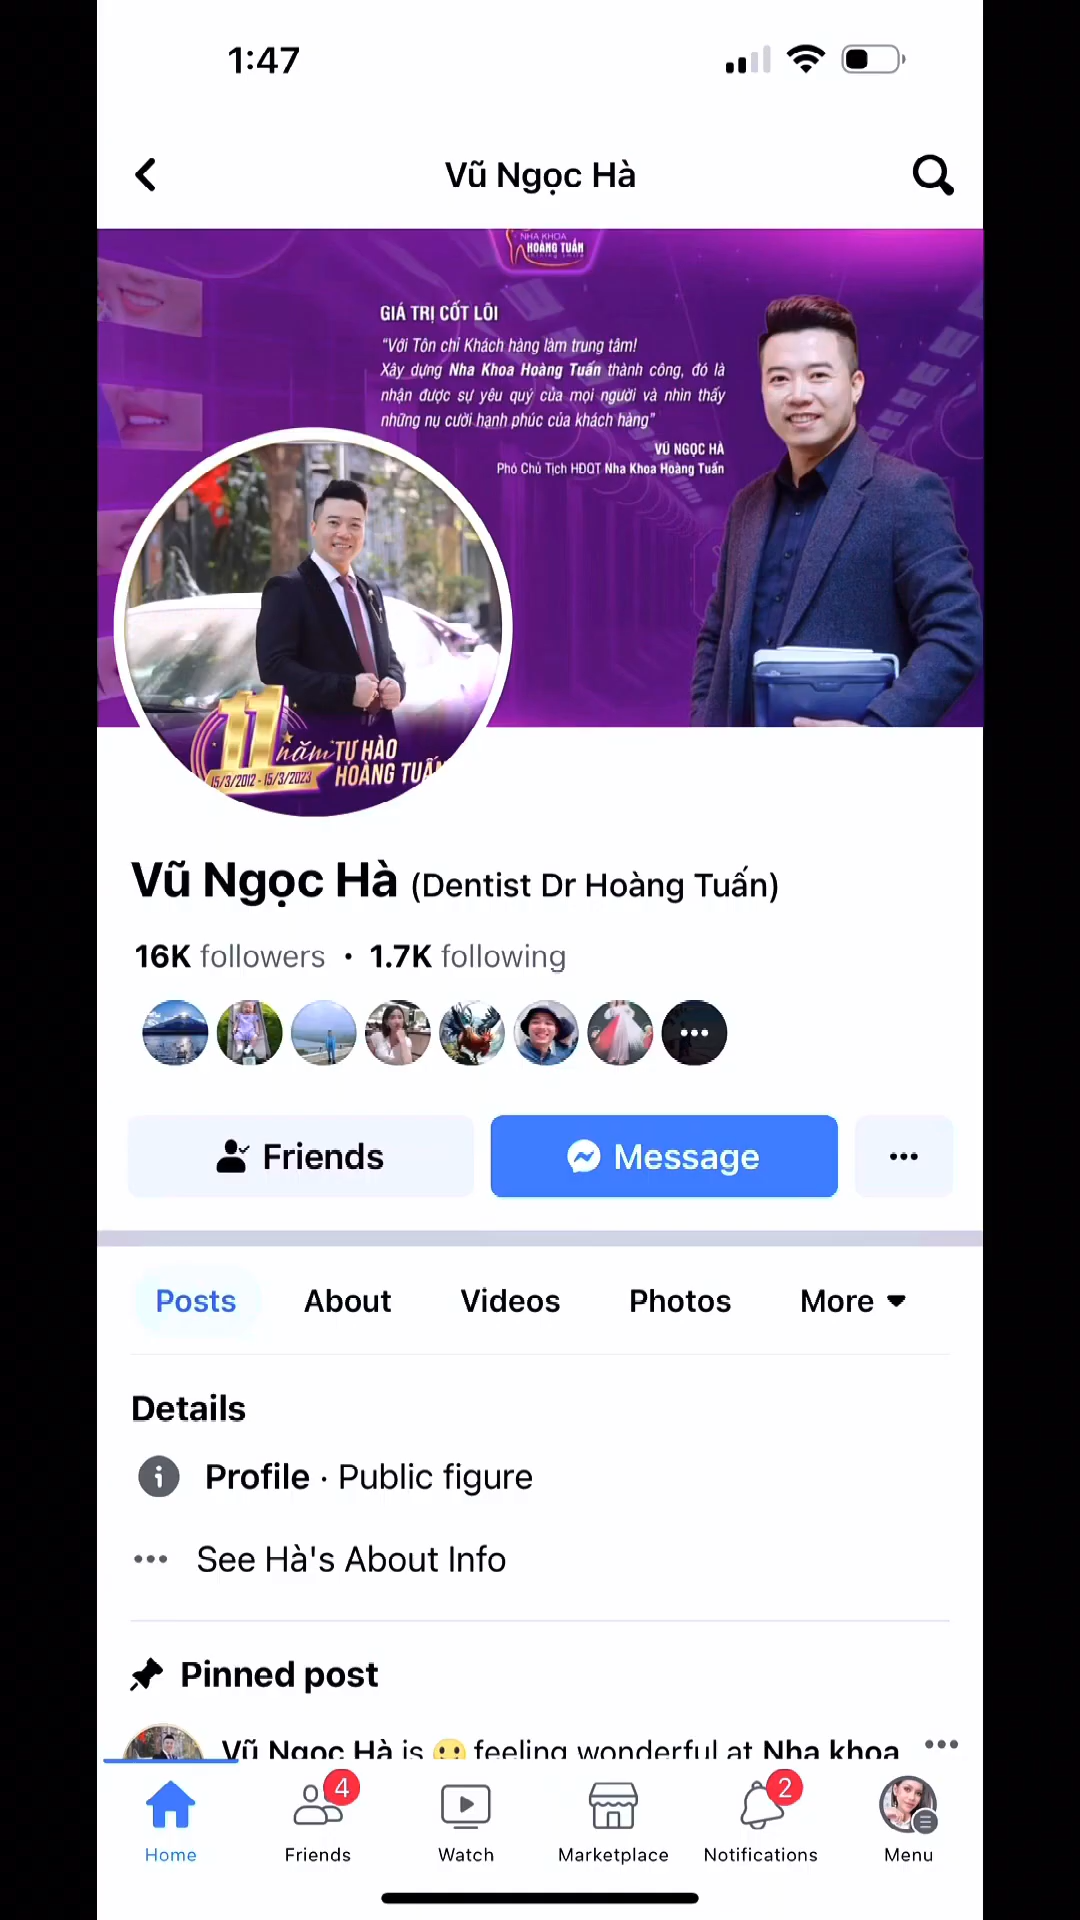 1:47
Vũ Ngọc Hà
NHA KHOA
HOÀNG TUẤN
GIÁ TRỊ CỐT LÕI
“Với Tôn chỉ Khách hàng làm trung tâm!
Xây dựng Nha Khoa Hoàng Tuấn thành công, đó là
nhận được sự yêu quý của mọi người và nhìn thấy
những nụ cười hạnh phúc của khách hàng”
VŨ NGỌC HÀ
Phó Chủ Tịch HĐQT Nha Khoa Hoàng Tuấn
11
năm TỰ HÀO
HOÀNG TUẤN
15/3/2012 - 15/3/2023
Vũ Ngọc Hà (Dentist Dr Hoàng Tuấn)
16K followers • 1.7K following
Friends
Message
Posts
About
Videos
Photos
More
Details
Profile · Public figure
See Hà's About Info
Pinned post
Vũ Ngọc Hà is feeling wonderful at Nha khoa
4
2
Home
Friends
Watch
Marketplace
Notifications
Menu